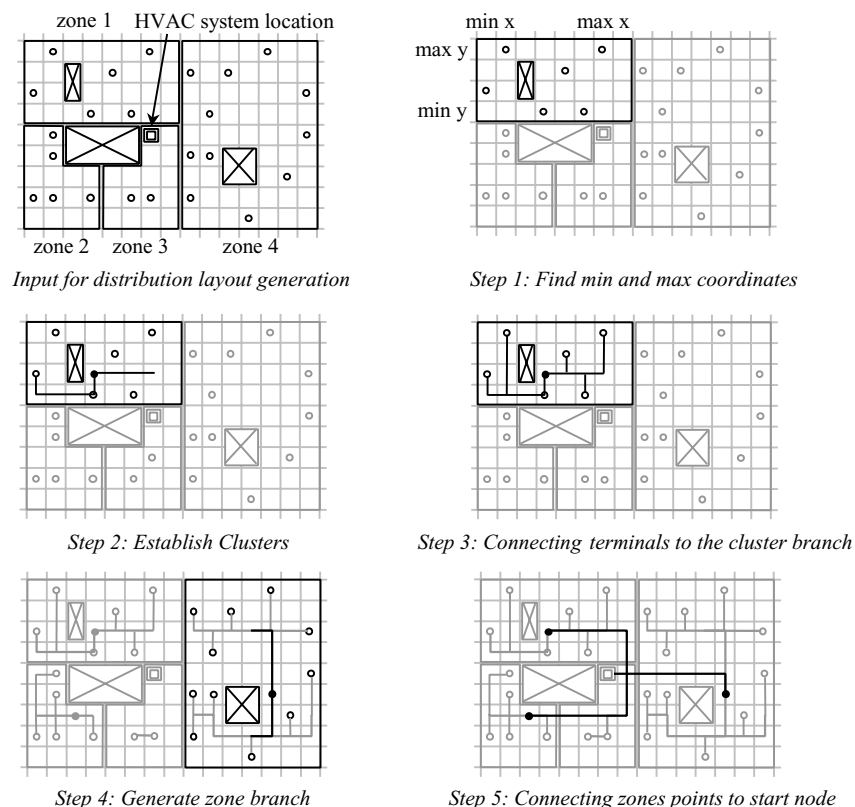 zone 1 HVAC system location
min x max x
max y
min y
zone 2 zone 3 zone 4
Input for distribution layout generation
Step 1: Find min and max coordinates
Step 2: Establish Clusters
Step 3: Connecting terminals to the cluster branch
Step 4: Generate zone branch
Step 5: Connecting zones points to start node